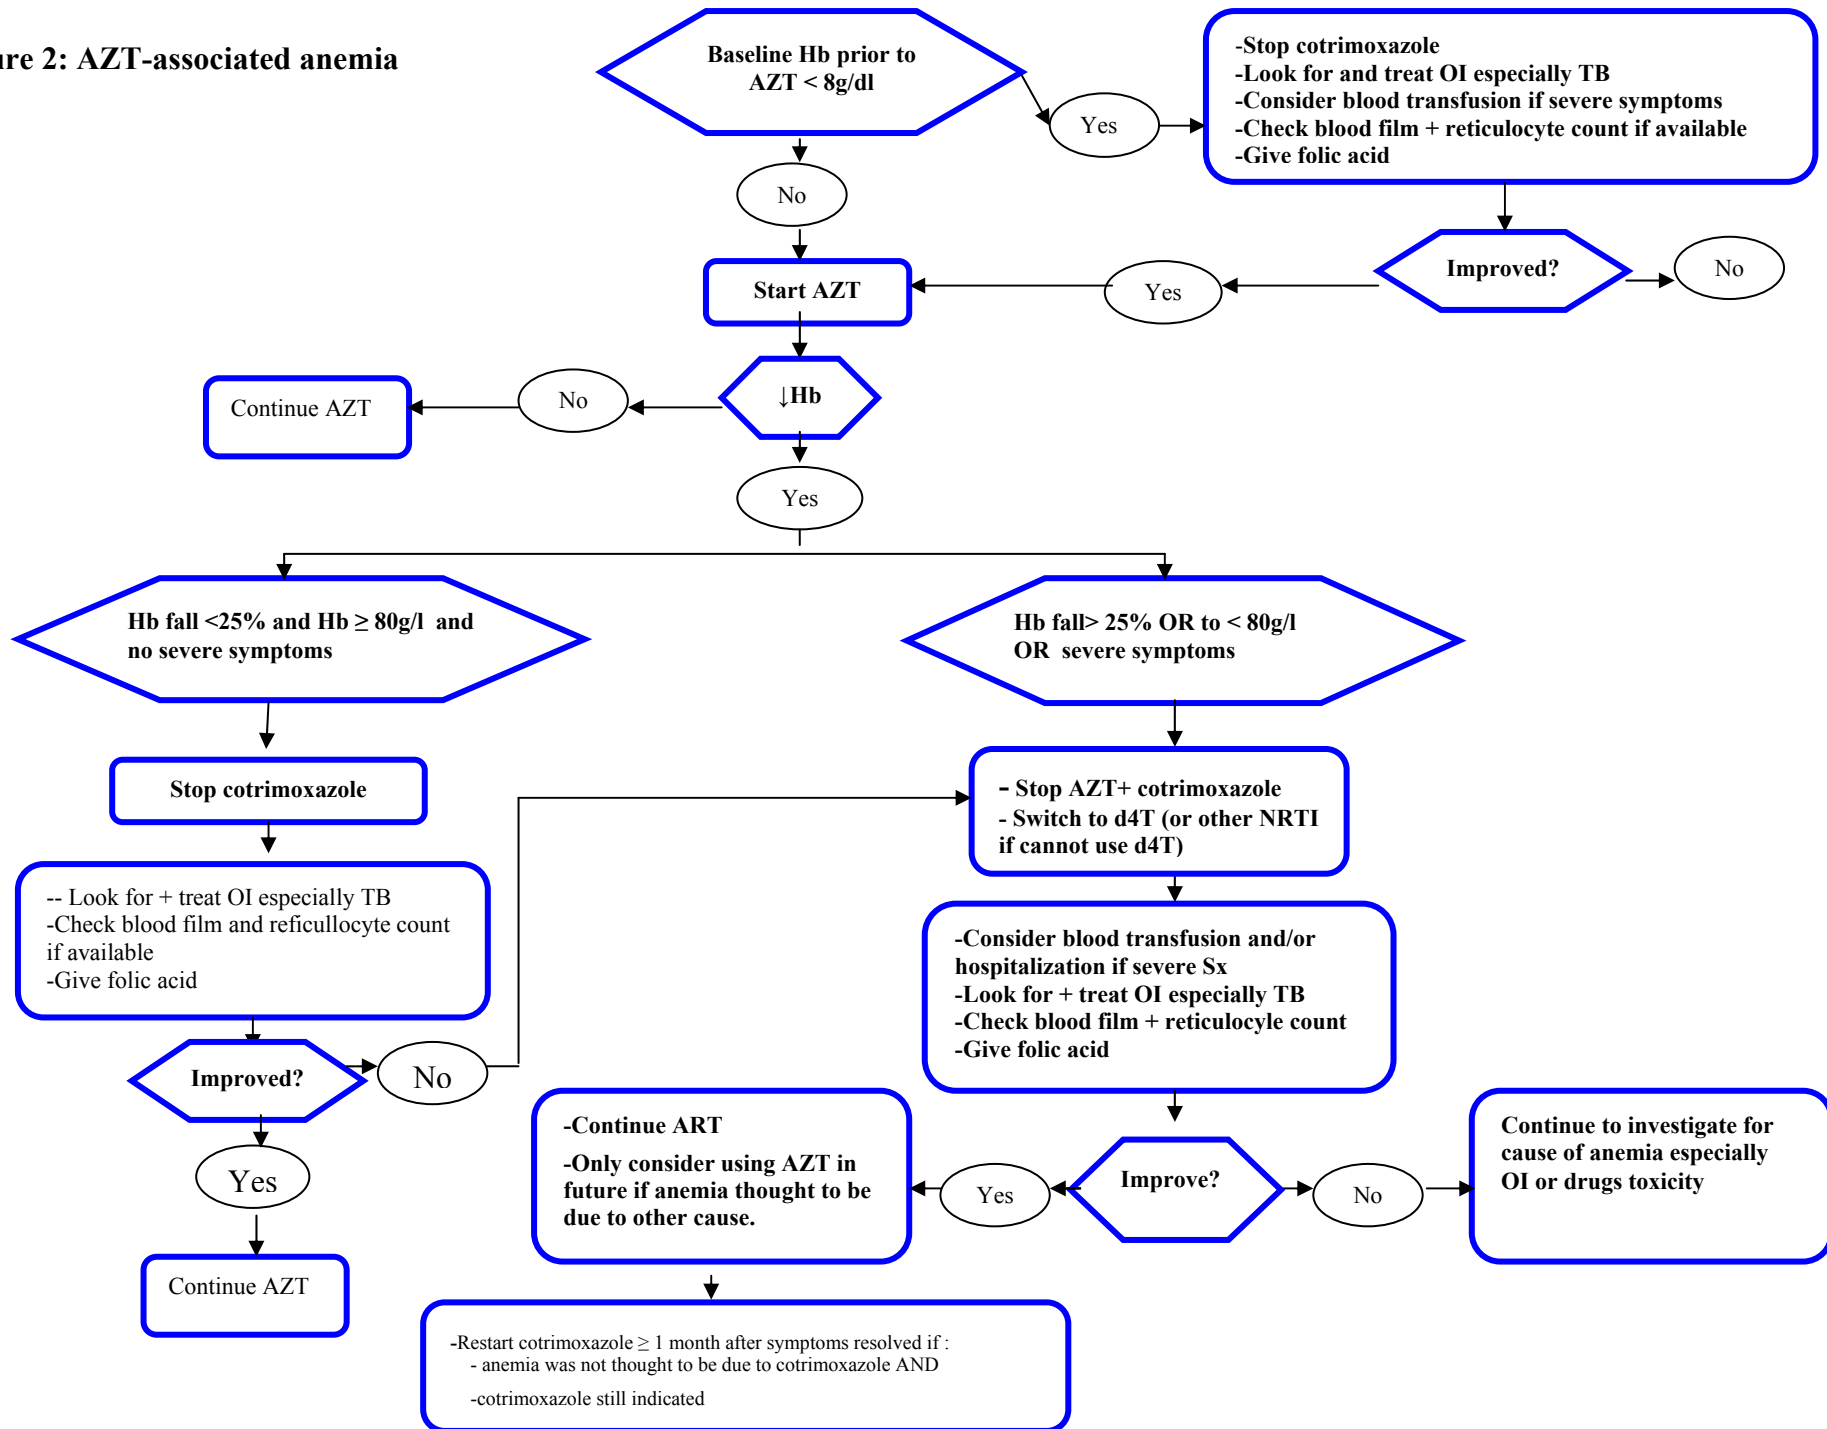 ure 2: AZT-associated anemia
Baseline Hb prior to
AZT < 8g/dl
-Stop cotrimoxazole
-Look for and treat OI especially TB
-Consider blood transfusion if severe symptoms
-Check blood film + reticulocyte count if available
-Give folic acid
Yes
No
Improved?
No
Yes
Start AZT
↓Hb
No
Continue AZT
Yes
Hb fall <25% and Hb ≥ 80g/l and
no severe symptoms
Hb fall> 25% OR to < 80g/l
OR severe symptoms
Stop cotrimoxazole
- Stop AZT+ cotrimoxazole
- Switch to d4T (or other NRTI
if cannot use d4T)
-- Look for + treat OI especially TB
-Check blood film and reficullocyte count
if available
-Give folic acid
-Consider blood transfusion and/or
hospitalization if severe Sx
-Look for + treat OI especially TB
-Check blood film + reticulocyle count
-Give folic acid
Improved?
No
Yes
Continue AZT
-Continue ART
-Only consider using AZT in
future if anemia thought to be
due to other cause.
Yes
Improve?
No
Continue to investigate for
cause of anemia especially
OI or drugs toxicity
-Restart cotrimoxazole ≥ 1 month after symptoms resolved if :
- anemia was not thought to be due to cotrimoxazole AND
-cotrimoxazole still indicated